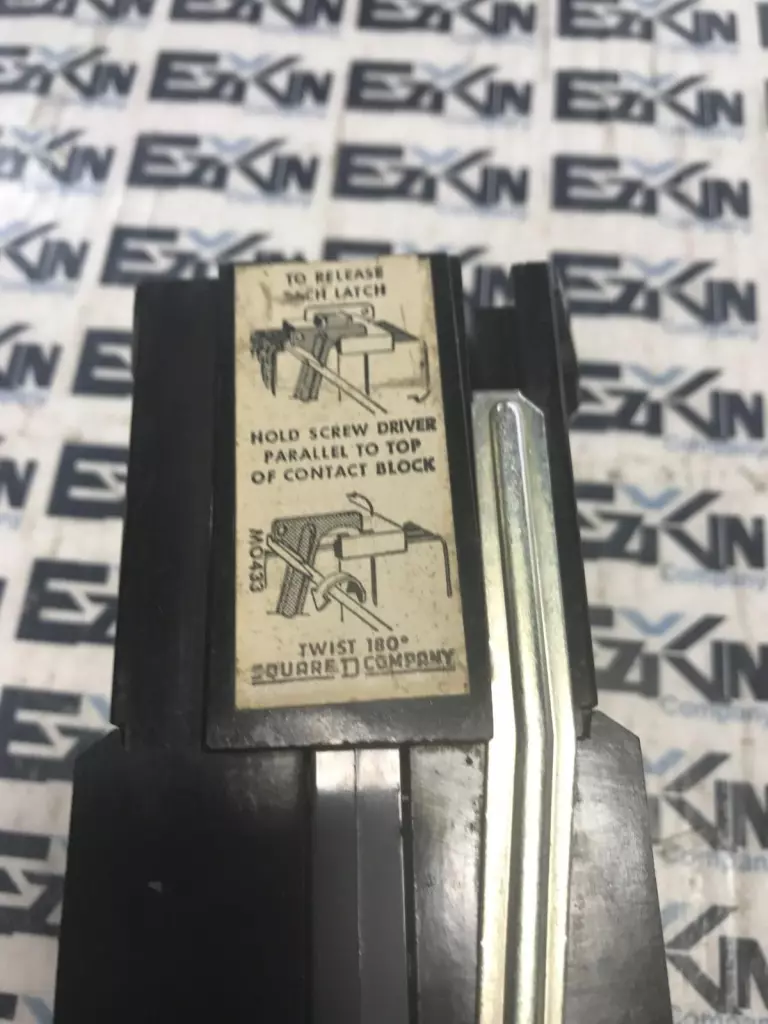 TO RELEASE
EACH LATCH
HOLD SCREW DRIVER
PARALLEL TO TOP
OF CONTACT BLOCK
MO433
TWIST 180°
SQUARE D COMPANY